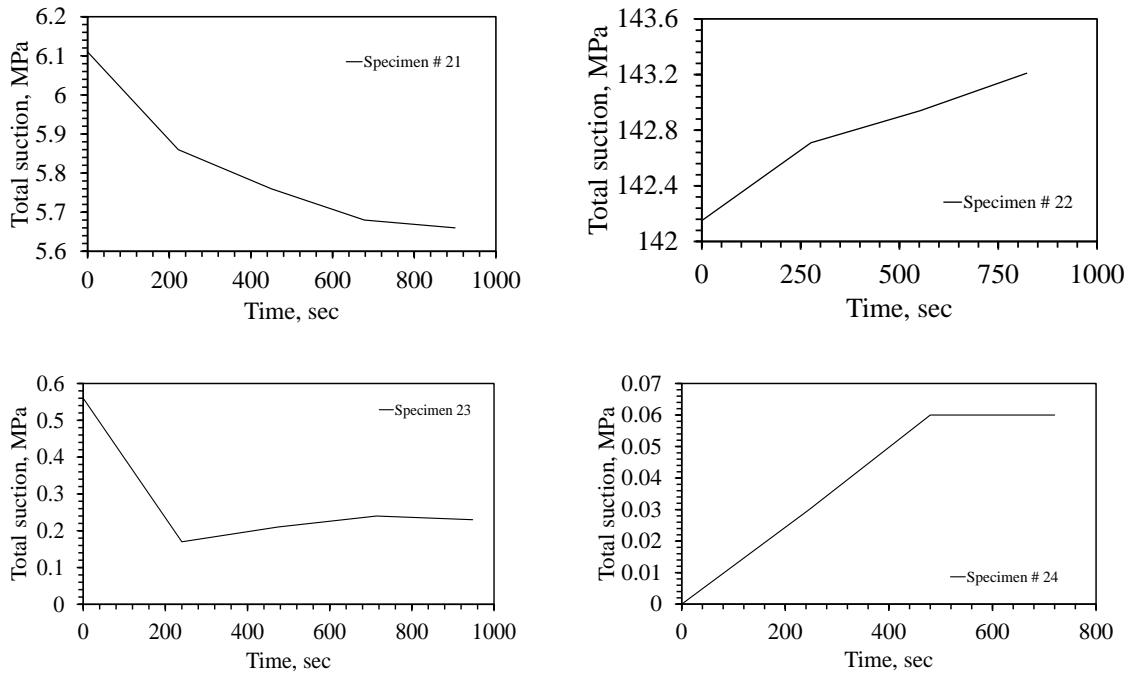 Total suction, MPa
6.2
6.1
6
5.9
5.8
5.7
5.6
Specimen # 21
0 200 400 600 800 1000
Time, sec
Total suction, MPa
143.6
143.2
142.8
142.4
142
Specimen # 22
0 250 500 750 1000
Time, sec
Total suction, MPa
0.6
0.5
0.4
0.3
0.2
0.1
0
Specimen 23
0 200 400 600 800 1000
Time, sec
Total suction, MPa
0.07
0.06
0.05
0.04
0.03
0.02
0.01
0
Specimen # 24
0 200 400 600 800
Time, sec